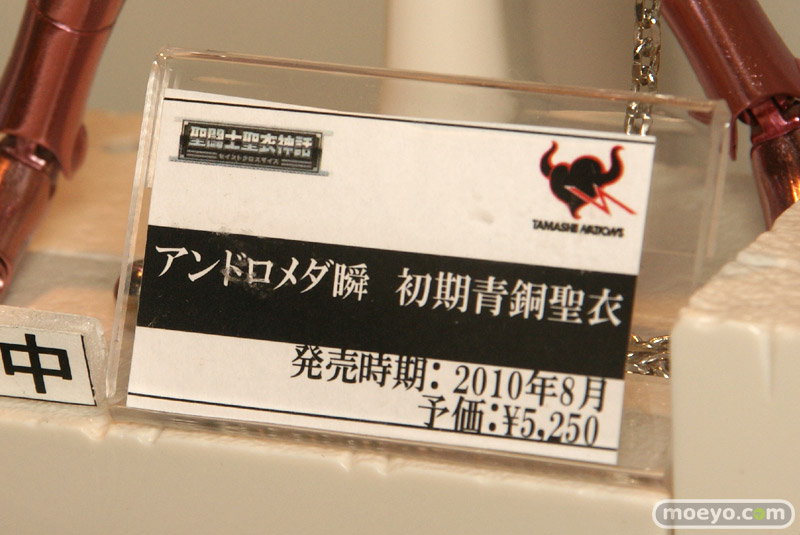 聖闘士聖衣神話
セイントクロスマイス
TAMASHII NATIONS
アンドロメダ瞬 初期青銅聖衣
発売時期：2010年8月
予価：¥5,250
中
moeyo.com